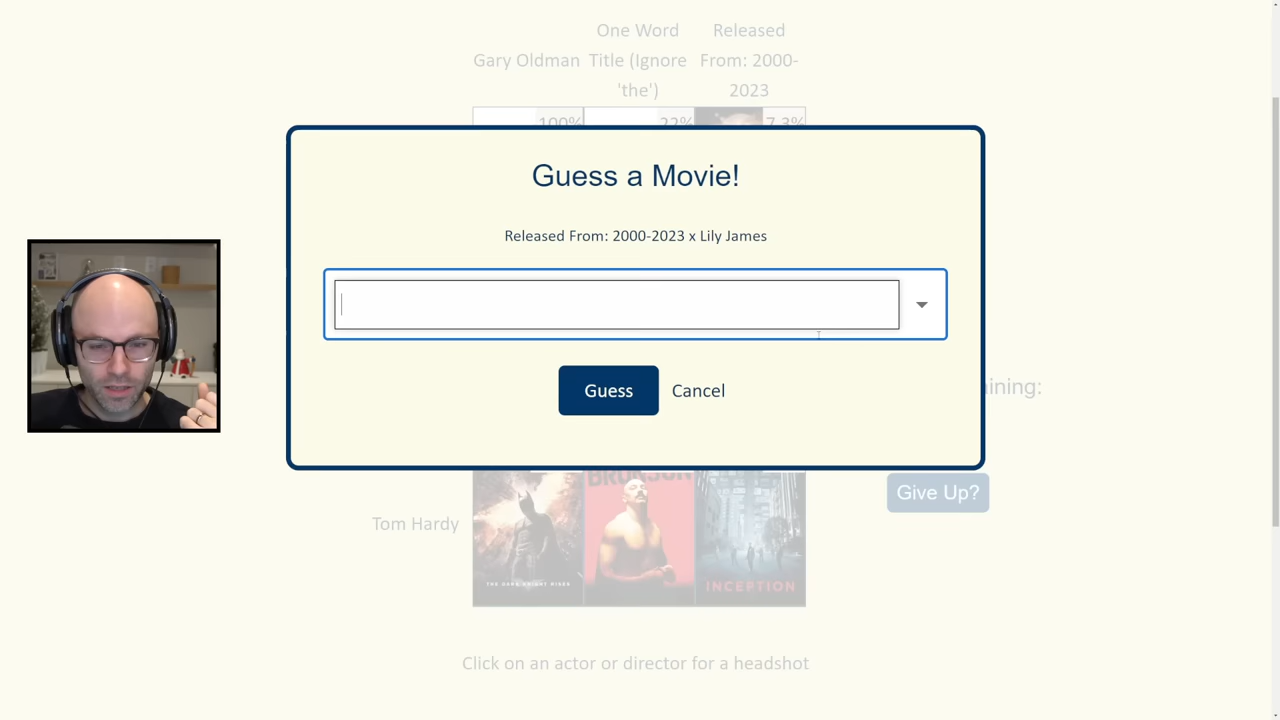 One Word
Released
Gary Oldman
Title (Ignore
From: 2000-
'the')
2023
100%
22%
7.3%
Guess a Movie!
Released From: 2000-2023 x Lily James
Guess
Cancel
Give Up?
Tom Hardy
THE DARK KNIGHT RISES
BRONSON
INCEPTION
Click on an actor or director for a headshot